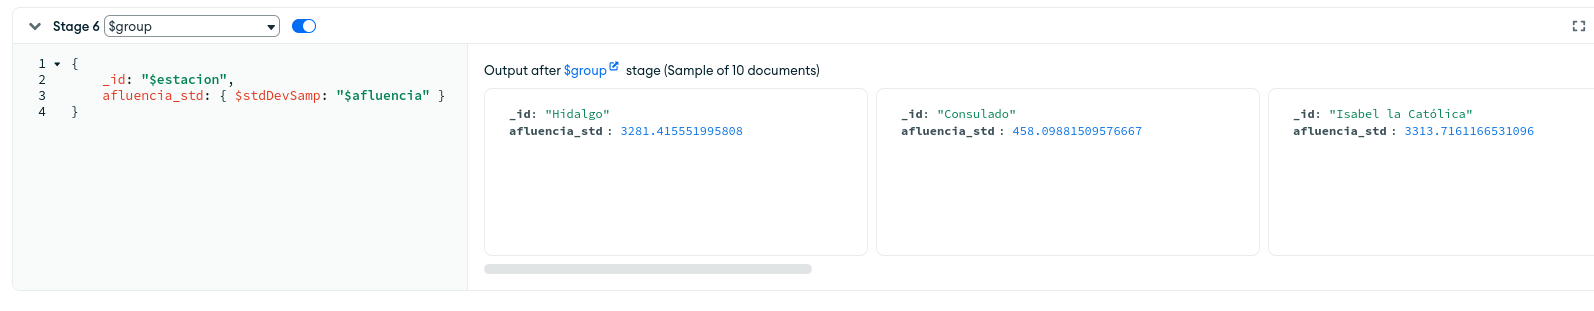 Stage 6 $group
1 {
2 _id: "$estacion",
3 afluencia_std: { $stdDevSamp: "$afluencia" }
4 }
Output after $group stage (Sample of 10 documents)
_id: "Hidalgo"
afluencia_std : 3281.415551995808
_id: "Consulado"
afluencia_std : 458.09881509576667
_id: "Isabel la Católica"
afluencia_std : 3313.7161166531096